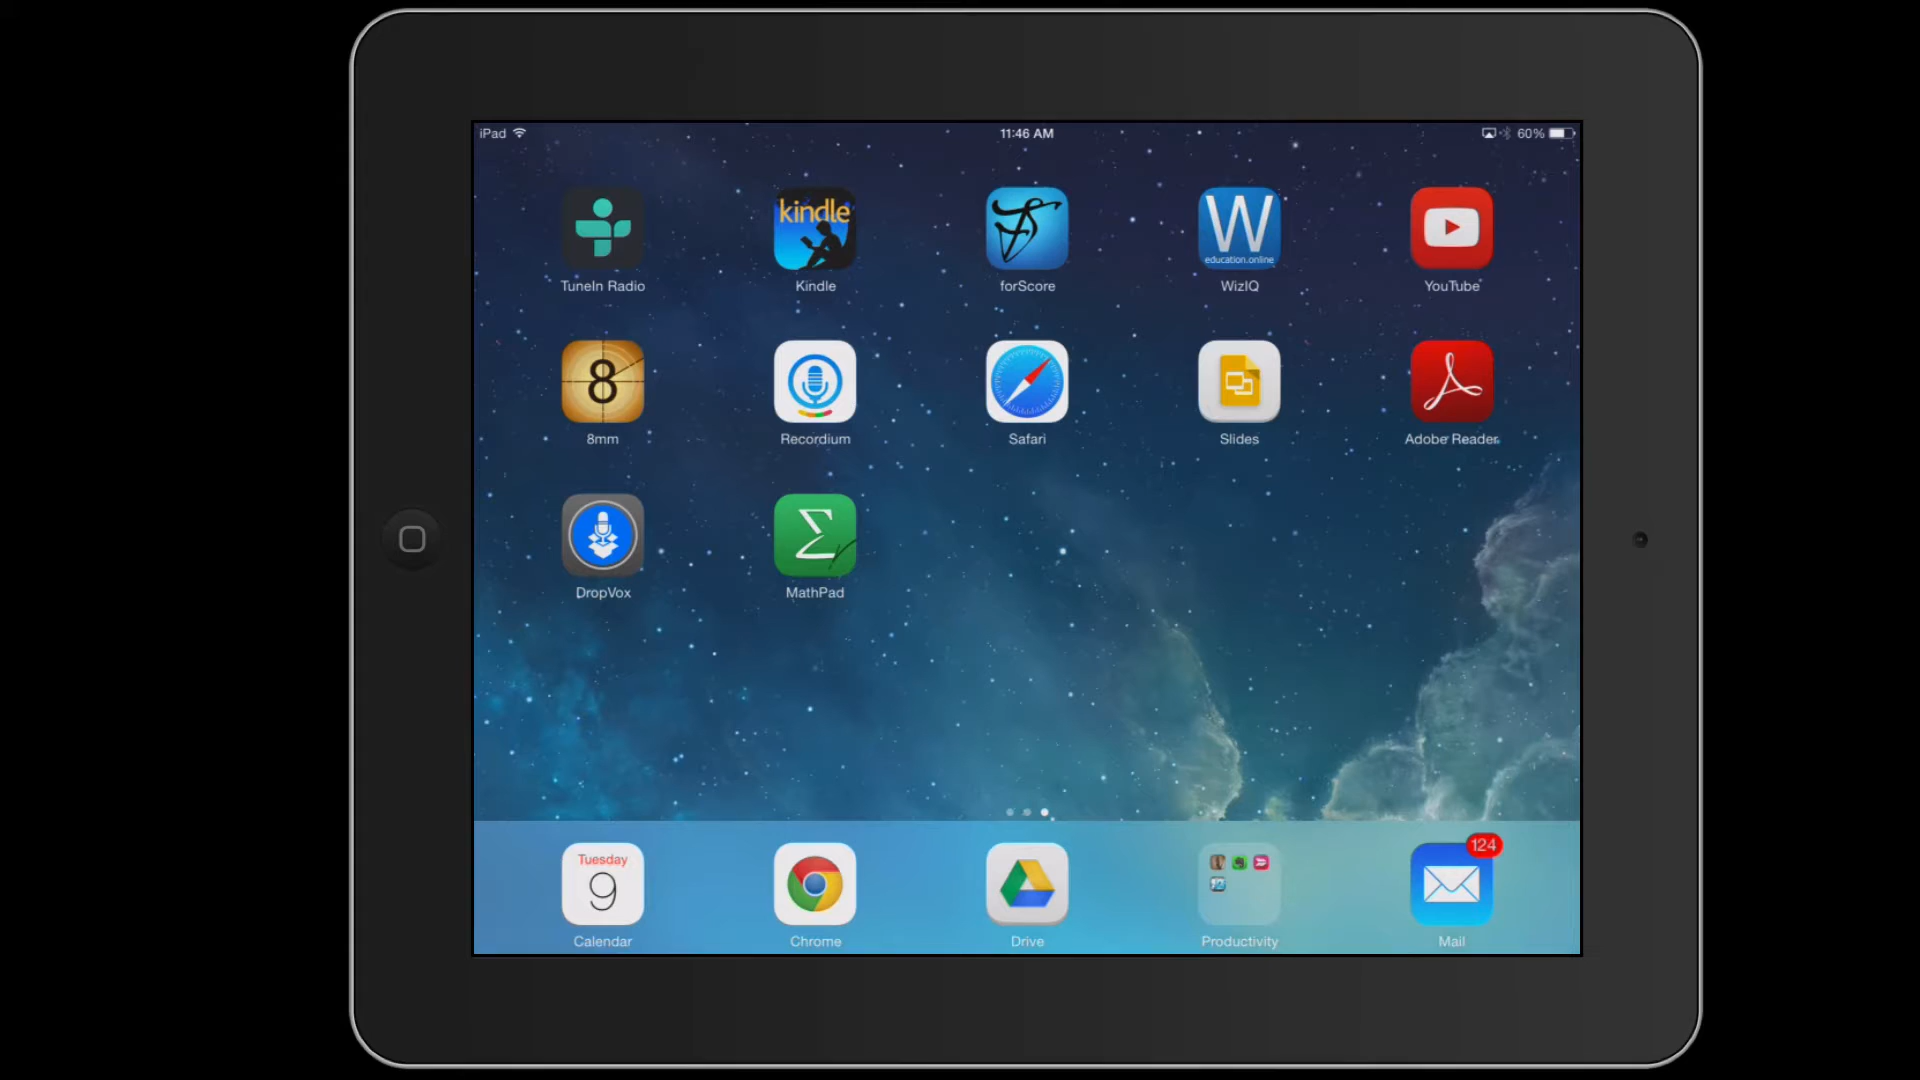 iPad
11:46 AM
60%
kindle
W
education.online
TuneIn Radio
Kindle
forScore
WizIQ
YouTube
8
8mm
Recordium
Safari
Slides
Adobe Reader
Σ
DropVox
MathPad
124
Tuesday
9
Calendar
Chrome
Drive
Productivity
Mail